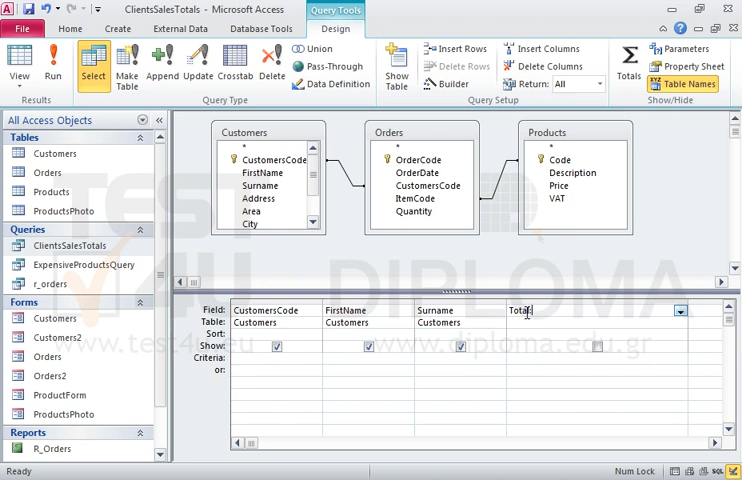 ClientsSalesTotals - Microsoft Access
Query Tools
File Home Create External Data Database Tools Design
View
Run
Results
Select
Make Table
Append
Update
Crosstab
Delete
Union
Pass-Through
Data Definition
Query Type
Show Table
Insert Rows
Delete Rows
Builder
Insert Columns
Delete Columns
Return: All
Query Setup
Totals
Parameters
Property Sheet
Table Names
Show/Hide
All Access Objects
Tables
Customers
Orders
Products
ProductsPhoto
Queries
ClientsSalesTotals
ExpensiveProductsQuery
r_orders
Forms
Customers
Customers2
Orders
Orders2
ProductForm
ProductsPhoto
Reports
R_Orders
Customers
*
CustomersCode
FirstName
Surname
Address
Area
City
Orders
*
OrderCode
OrderDate
CustomersCode
ItemCode
Quantity
Products
*
Code
Description
Price
VAT
Field: CustomersCode FirstName Surname Total:
Table: Customers Customers Customers
Sort:
Show:
Criteria:
or:
TEST4U DIPLOMA
www.test4u.eu www.diploma.edu.gr
Ready
Num Lock
SQL